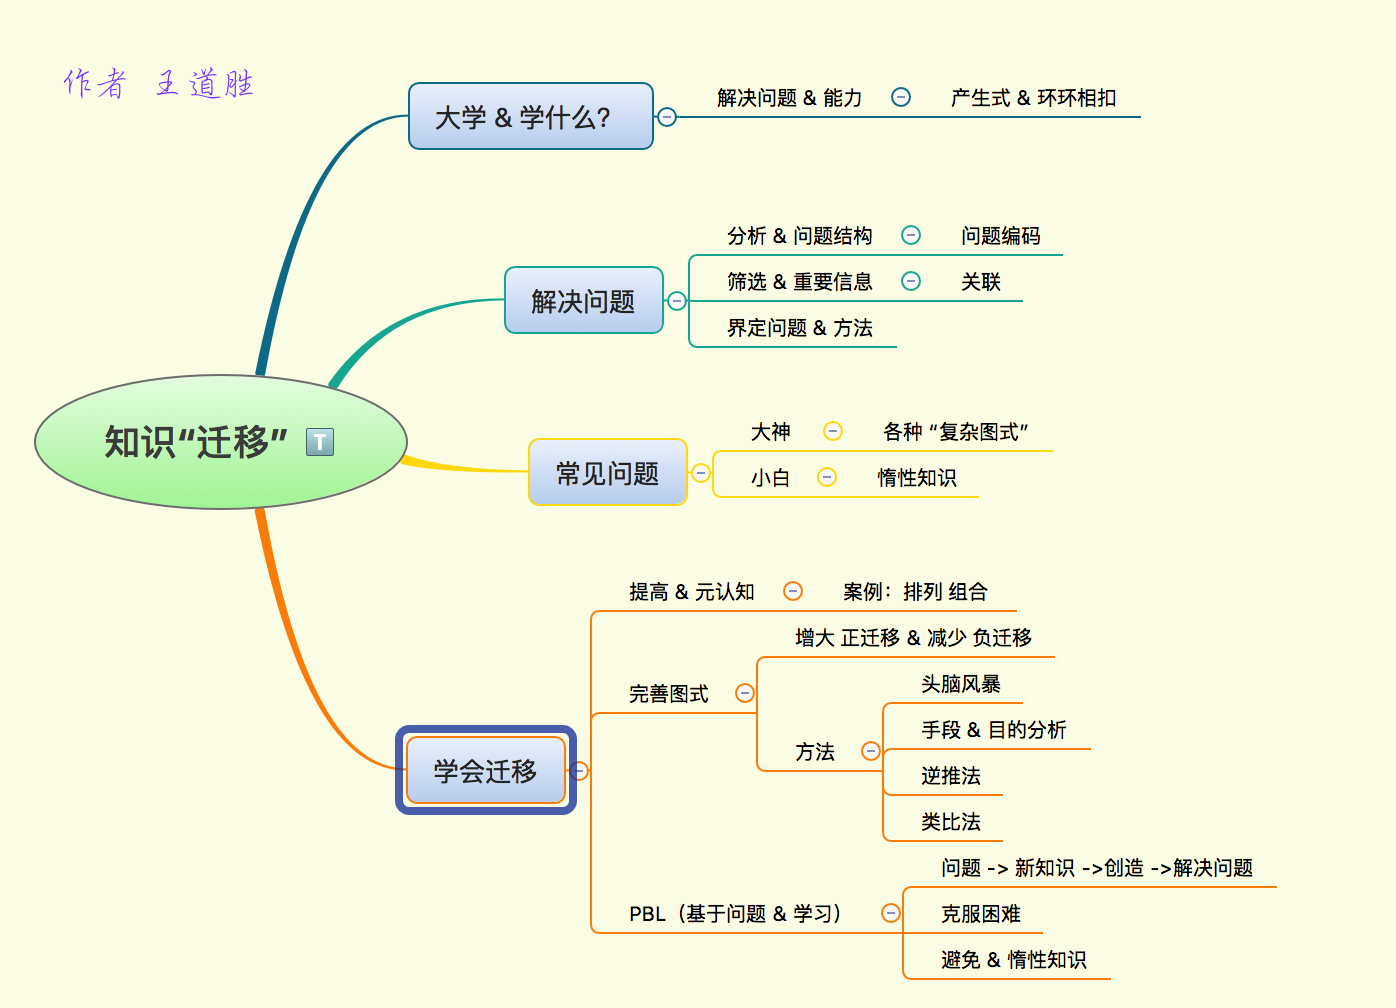 作者 王道胜
大学 & 学什么?
解决问题 & 能力
产生式 & 环环相扣
解决问题
分析 & 问题结构
问题编码
筛选 & 重要信息
关联
界定问题 & 方法
知识“迁移”
T
常见问题
大神
各种 “复杂图式”
小白
惰性知识
学会迁移
提高 & 元认知
案例：排列 组合
完善图式
增大 正迁移 & 减少 负迁移
方法
头脑风暴
手段 & 目的分析
逆推法
类比法
PBL（基于问题 & 学习）
问题 -> 新知识 ->创造 ->解决问题
克服困难
避免 & 惰性知识